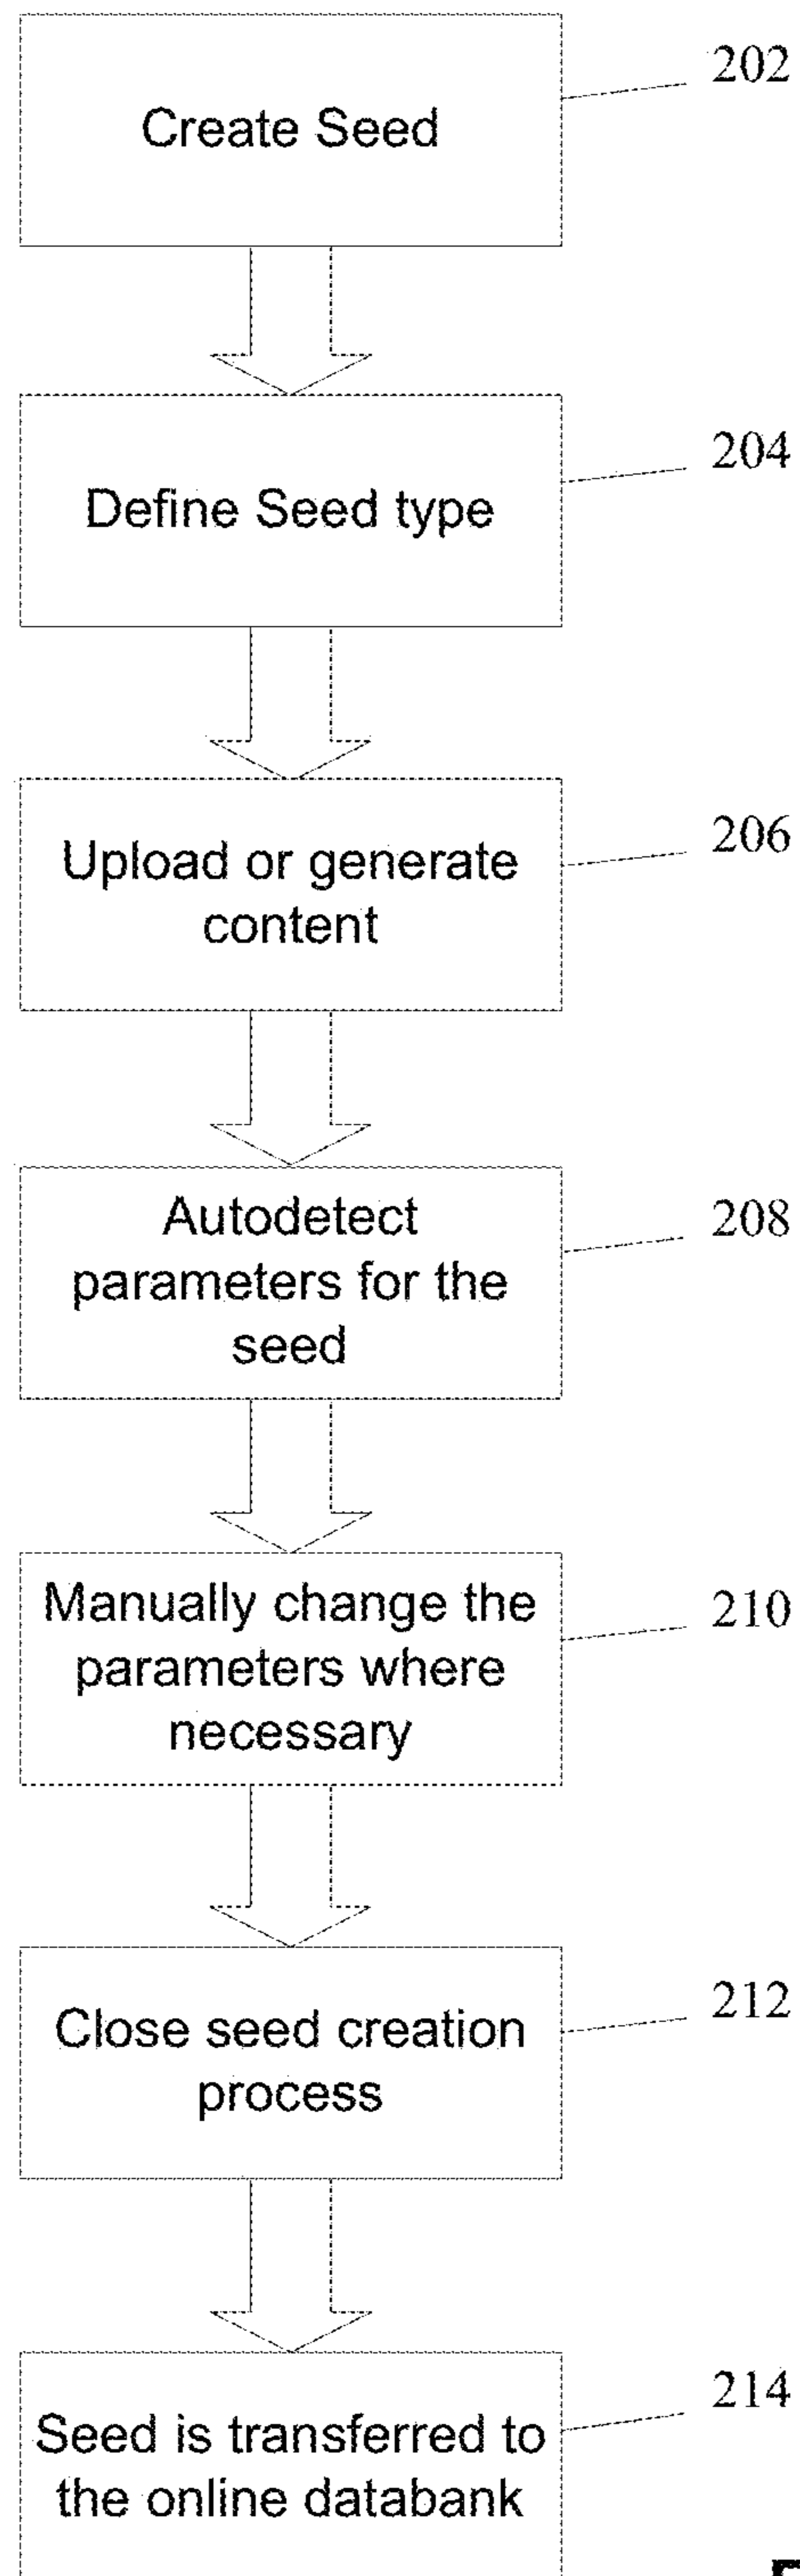 Create Seed
202
Define Seed type
204
Upload or generate
content
206
Autodetect
parameters for the
seed
208
Manually change the
parameters where
necessary
210
Close seed creation
process
212
Seed is transferred to
the online databank
214